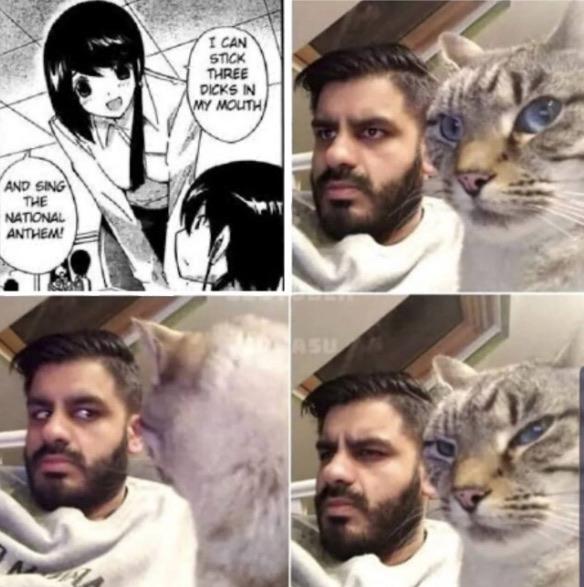 I CAN
STICK
THREE
DICKS IN
MY MOUTH
AND SING
THE
NATIONAL
ANTHEM!